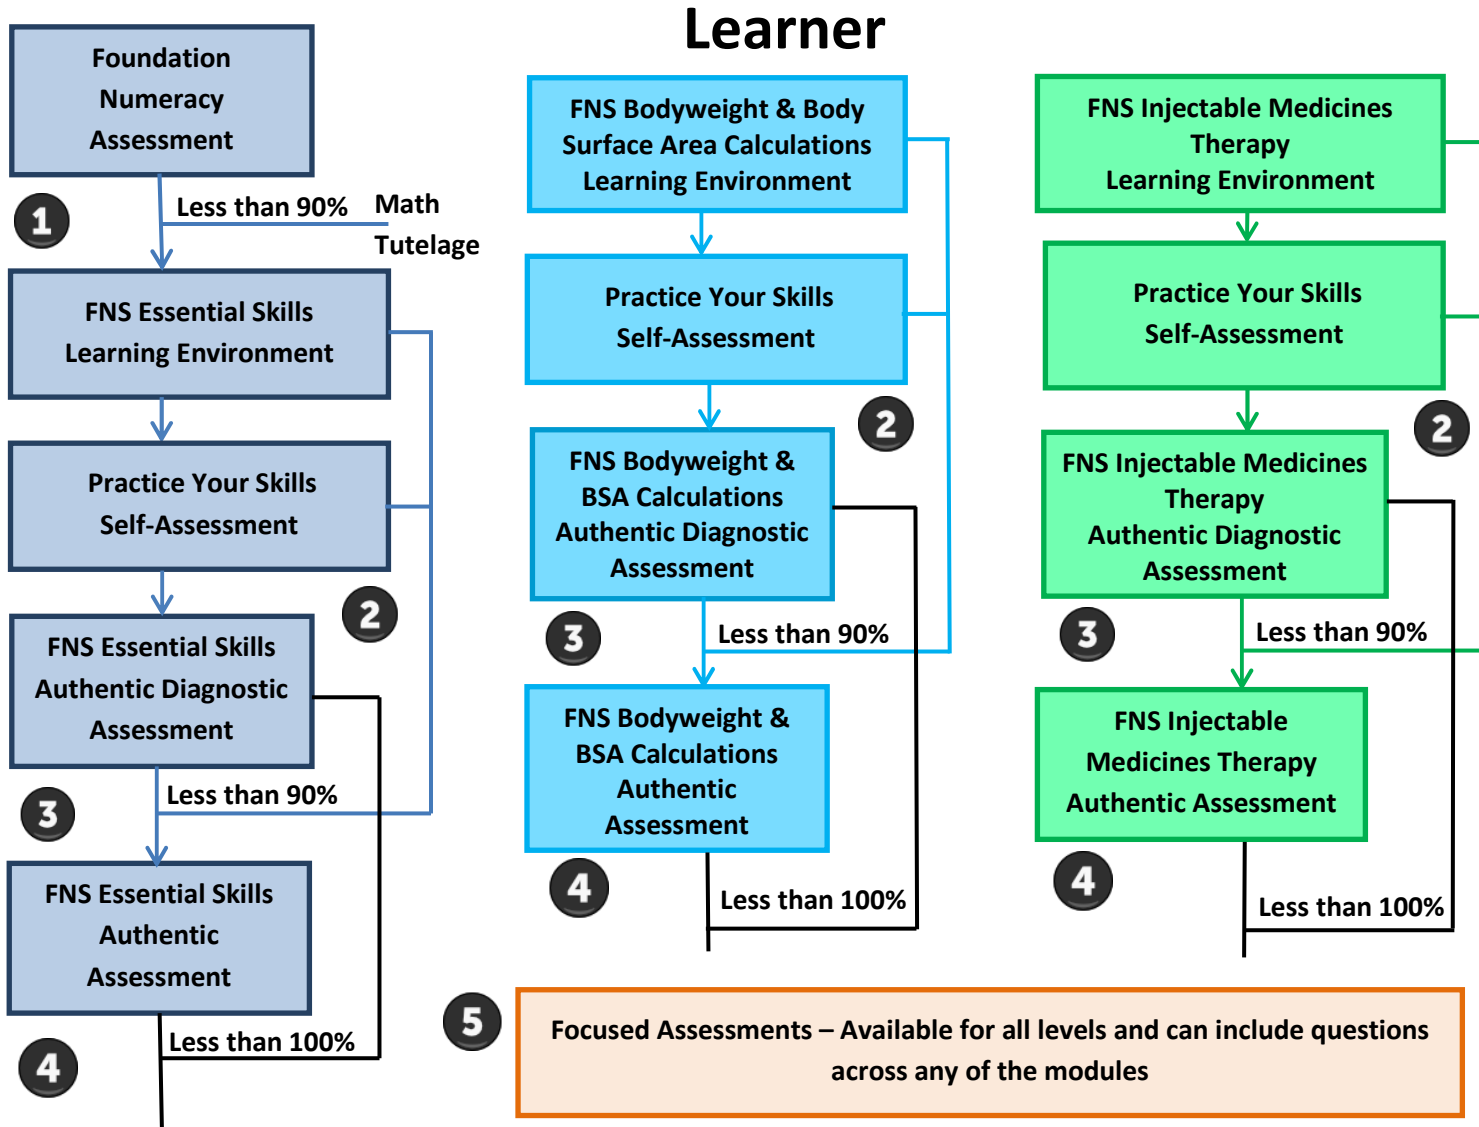 Learner
Foundation
Numeracy
Assessment
1
Less than 90%
Math
Tutelage
FNS Essential Skills
Learning Environment
Practice Your Skills
Self-Assessment
2
FNS Essential Skills
Authentic Diagnostic
Assessment
3
Less than 90%
FNS Essential Skills
Authentic
Assessment
4
Less than 100%
FNS Bodyweight & Body
Surface Area Calculations
Learning Environment
Practice Your Skills
Self-Assessment
2
FNS Bodyweight &
BSA Calculations
Authentic Diagnostic
Assessment
3
Less than 90%
FNS Bodyweight &
BSA Calculations
Authentic
Assessment
4
Less than 100%
FNS Injectable Medicines
Therapy
Learning Environment
Practice Your Skills
Self-Assessment
2
FNS Injectable Medicines
Therapy
Authentic Diagnostic
Assessment
3
Less than 90%
FNS Injectable
Medicines Therapy
Authentic Assessment
4
Less than 100%
5
Focused Assessments – Available for all levels and can include questions
across any of the modules